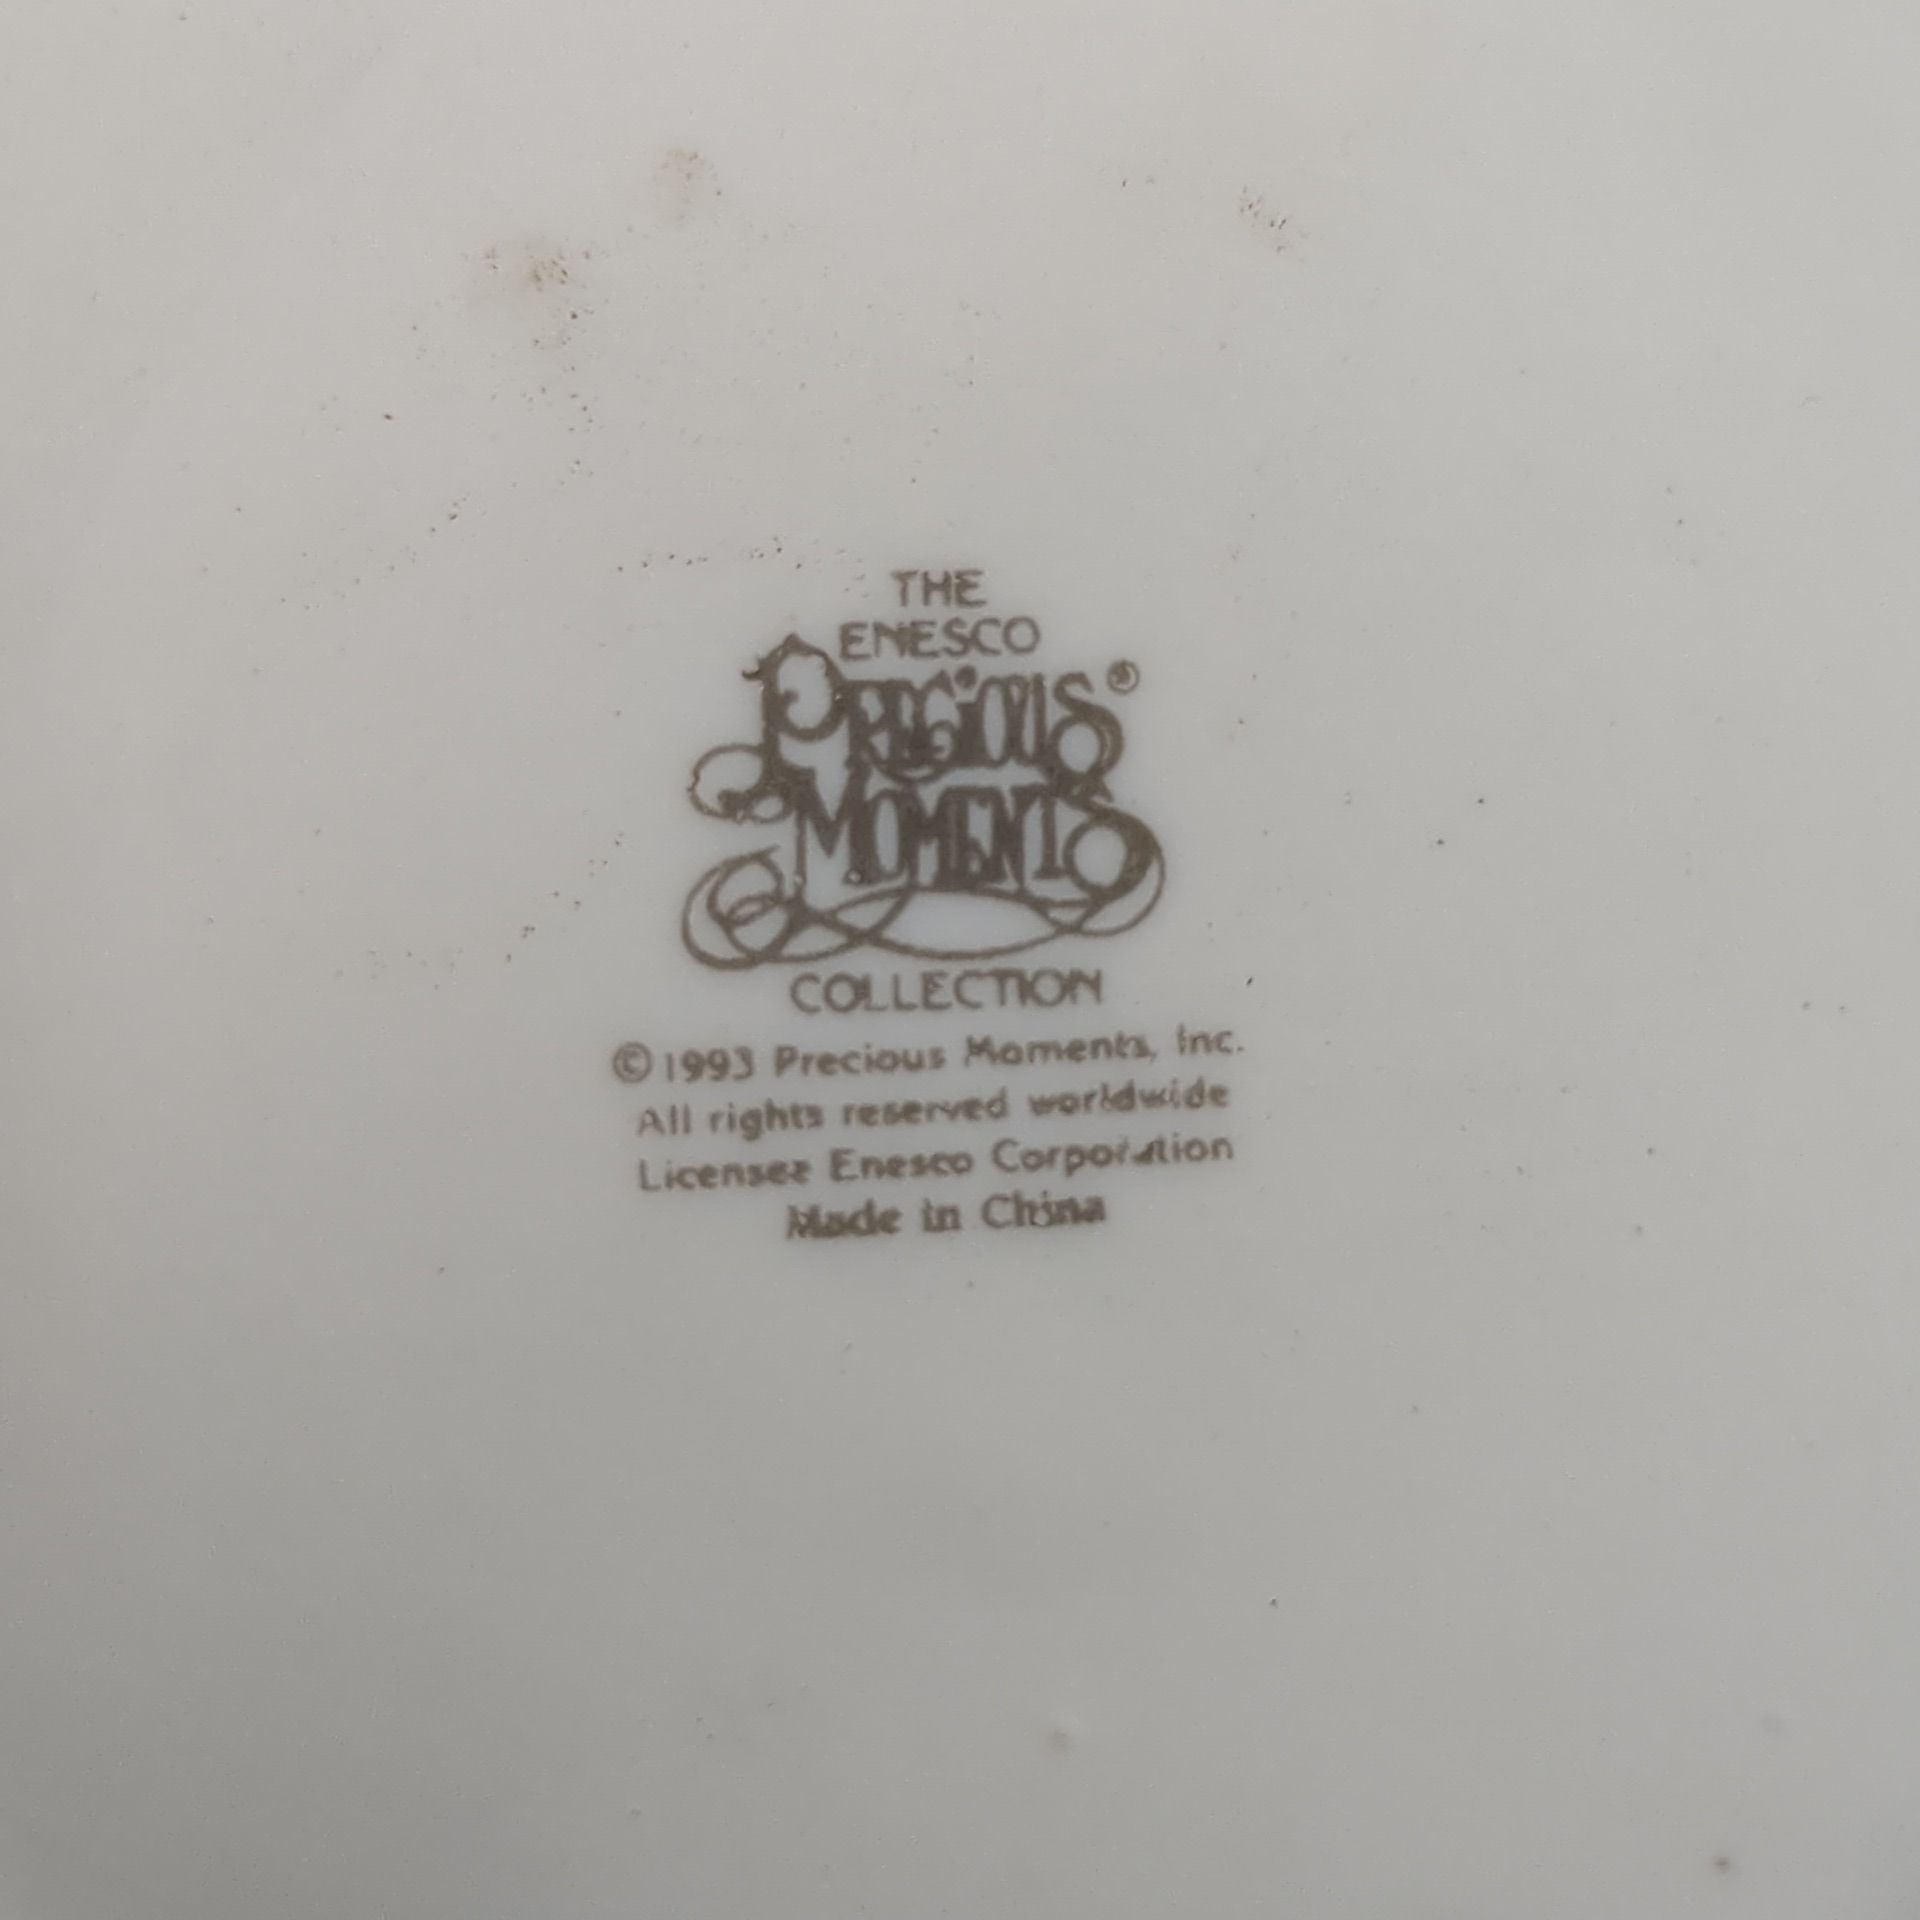 THE
ENESCO
PRECIOUS®
MOMENTS
COLLECTION
©1993 Precious Moments, Inc.
All rights reserved worldwide
Licensee Enesco Corporation
Made in China